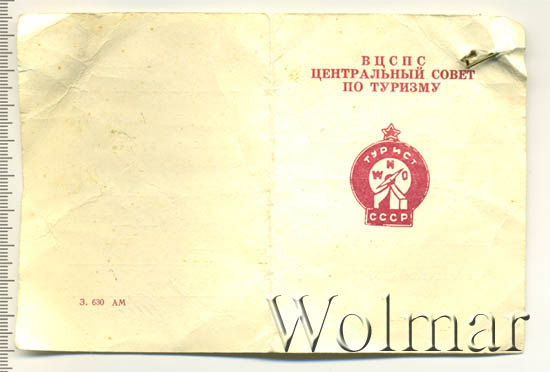 ВЦСПС
ЦЕНТРАЛЬНЫЙ СОВЕТ
ПО ТУРИЗМУ
ТУРИСТ
N
W O
СССР
З. 630 АМ
Wolmar